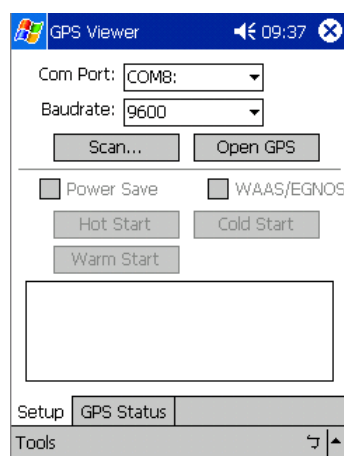 GPS Viewer 09:37
Com Port: COM8:
Baudrate: 9600
Scan... Open GPS
Power Save WAAS/EGNOS
Hot Start Cold Start
Warm Start
Setup GPS Status
Tools